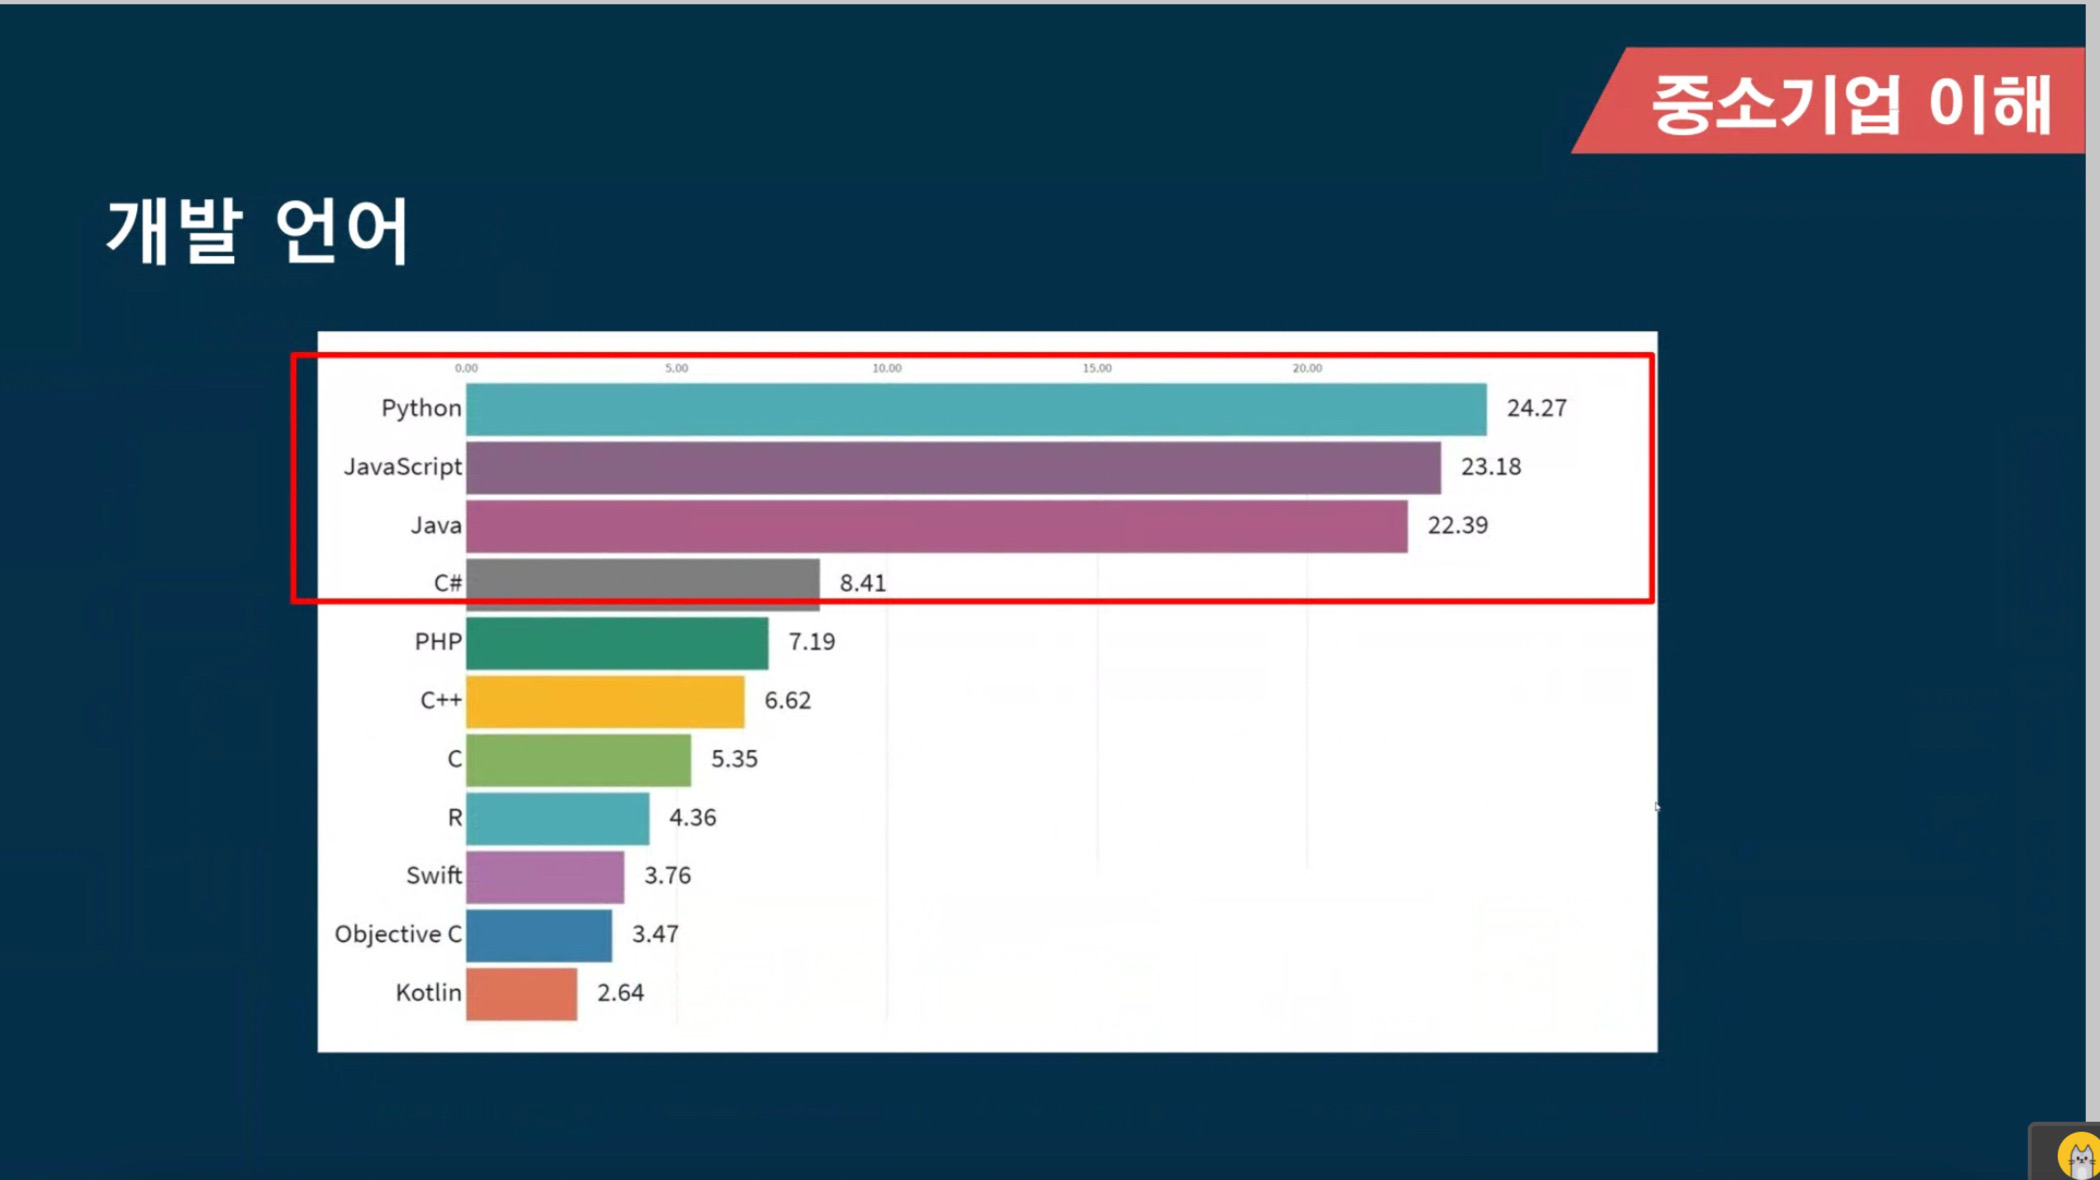 중소기업 이해
개발 언어
0.00 5.00 10.00 15.00 20.00
Python 24.27
JavaScript 23.18
Java 22.39
C# 8.41
PHP 7.19
C++ 6.62
C 5.35
R 4.36
Swift 3.76
Objective C 3.47
Kotlin 2.64